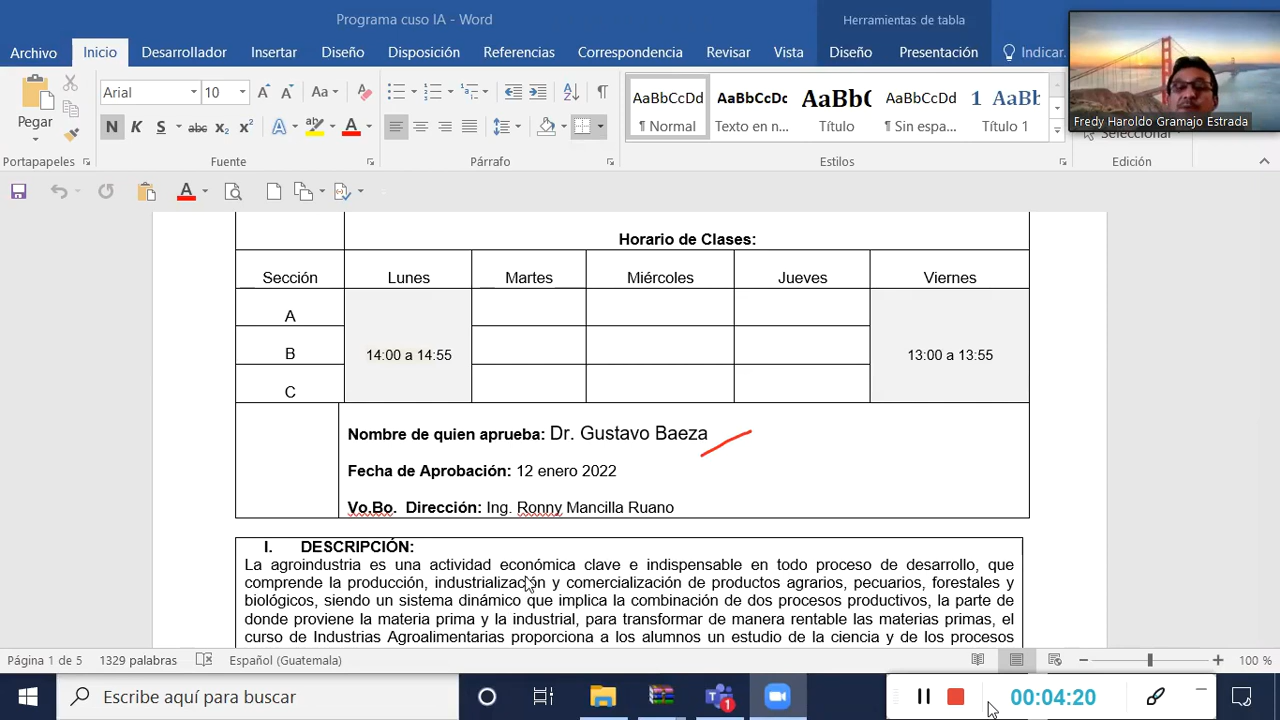 Programa cuso IA - Word
Herramientas de tabla
Archivo Inicio Desarrollador Insertar Diseño Disposición Referencias Correspondencia Revisar Vista Diseño Presentación Indicar.
Fredy Haroldo Gramajo Estrada
Pegar
Arial 10 Aa
N K S abc x₂ x² A A
AaBbCcDd AaBbCcDc AaBbC AaBbCcDd 1 AaBb(
¶ Normal Texto en n... Título ¶ Sin espa... Título 1
Seleccionar
Portapapeles Fuente Párrafo Estilos Edición
Horario de Clases:
Sección Lunes Martes Miércoles Jueves Viernes
A
B 14:00 a 14:55 13:00 a 13:55
C
Nombre de quien aprueba: Dr. Gustavo Baeza
Fecha de Aprobación: 12 enero 2022
Vo.Bo. Dirección: Ing. Ronny Mancilla Ruano
I. DESCRIPCIÓN:
La agroindustria es una actividad económica clave e indispensable en todo proceso de desarrollo, que
comprende la producción, industrialización y comercialización de productos agrarios, pecuarios, forestales y
biológicos, siendo un sistema dinámico que implica la combinación de dos procesos productivos, la parte de
donde proviene la materia prima y la industrial, para transformar de manera rentable las materias primas, el
curso de Industrias Agroalimentarias proporciona a los alumnos un estudio de la ciencia y de los procesos
Página 1 de 5 1329 palabras Español (Guatemala) 100 %
Escribe aquí para buscar
1
00:04:20